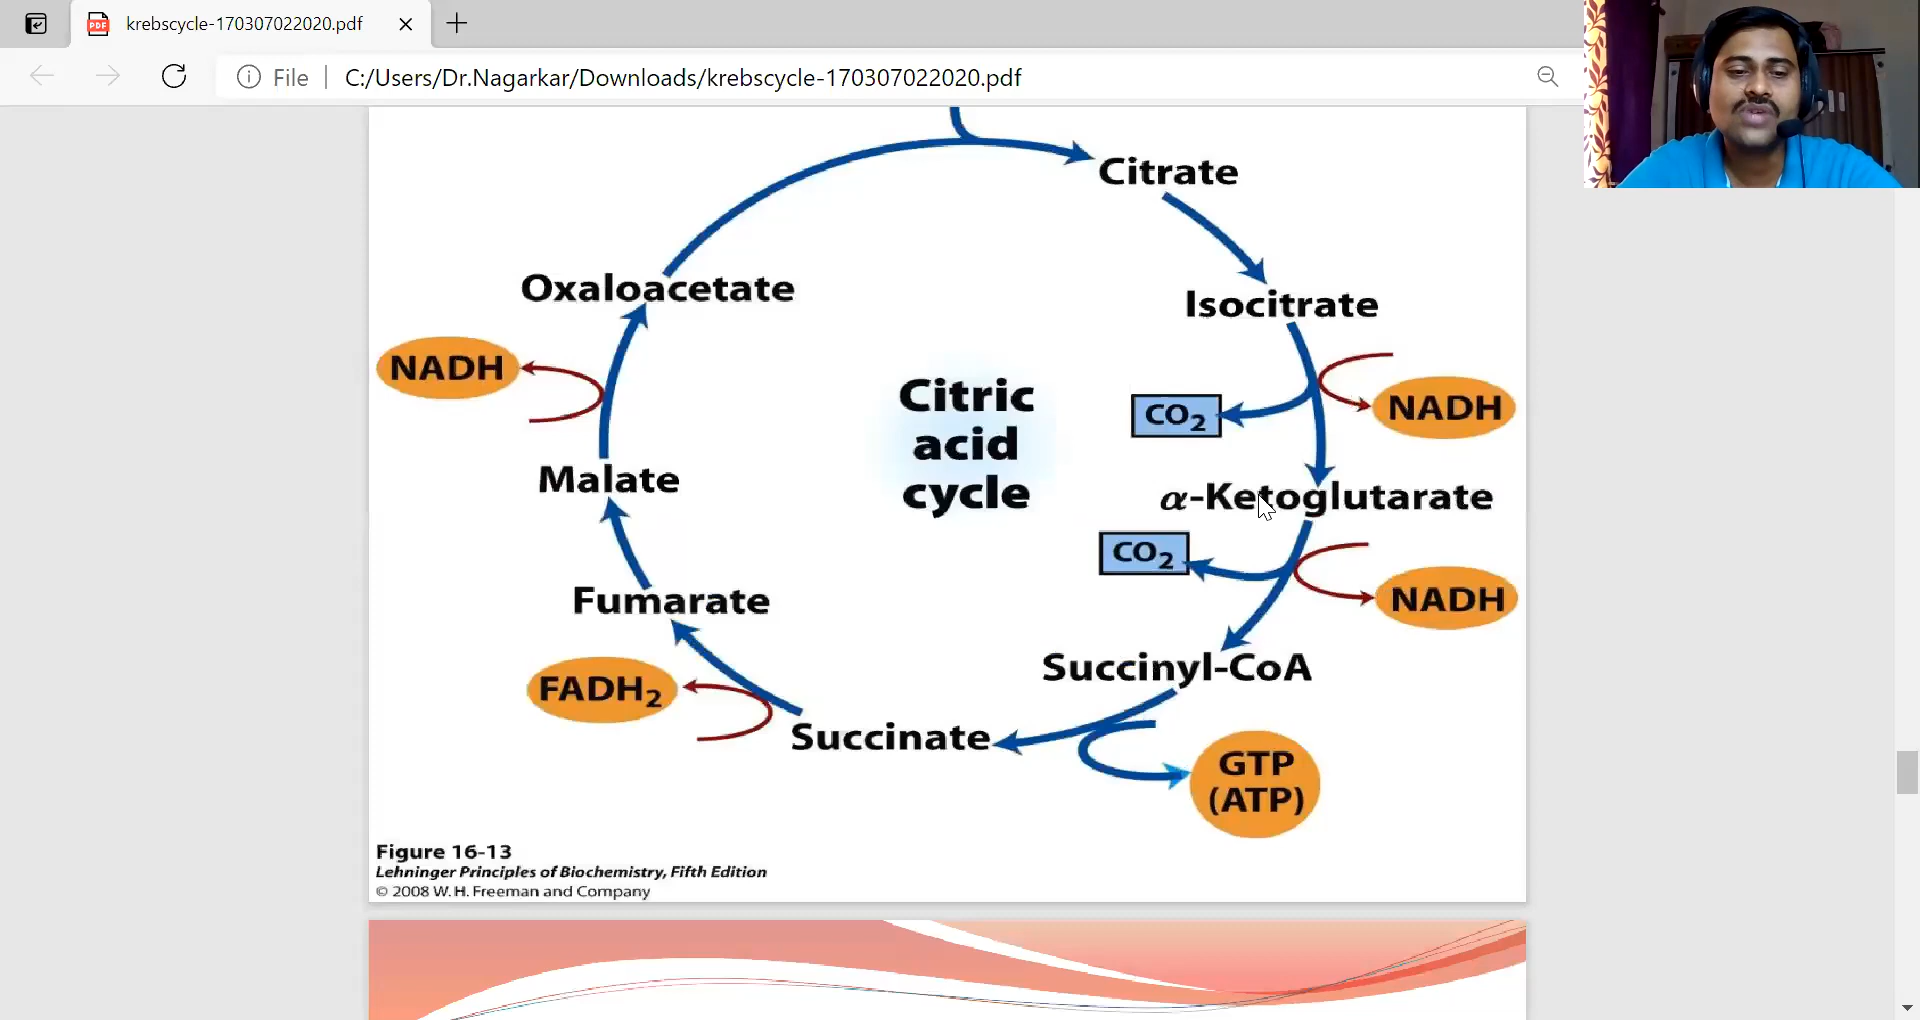 krebscycle-170307022020.pdf
File
C:/Users/Dr.Nagarkar/Downloads/krebscycle-170307022020.pdf
Citrate
Oxaloacetate
Isocitrate
NADH
Citric
acid
cycle
CO2
NADH
Malate
α-Ketoglutarate
CO2
NADH
Fumarate
Succinyl-CoA
FADH2
Succinate
GTP
(ATP)
Figure 16-13
Lehninger Principles of Biochemistry, Fifth Edition
© 2008 W. H. Freeman and Company